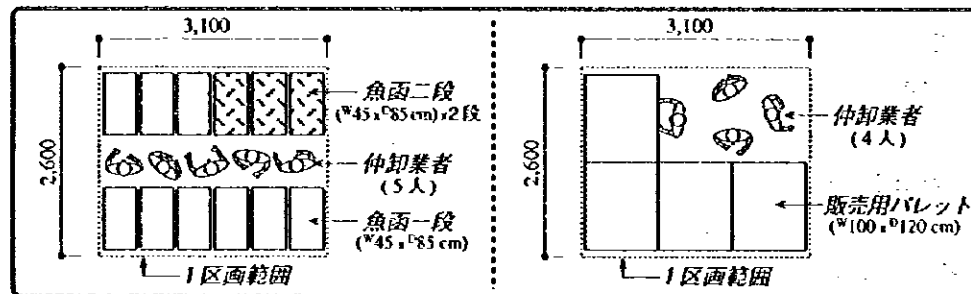 3,100
2,600
魚函二段
(ᵂ45 x ᴰ85 cm) x2段
仲卸業者
(5人)
魚函一段
(ᵂ45 x ᴰ85 cm)
1区画範囲
3,100
2,600
仲卸業者
(4人)
販売用パレット
(ᵂ100 x ᴰ120 cm)
1区画範囲